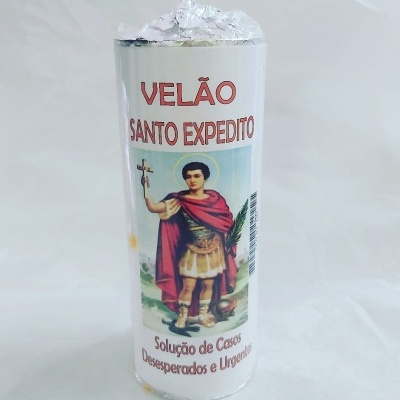 VELÃO
SANTO EXPEDITO
Solução de Casos
Desesperados e Urgentes